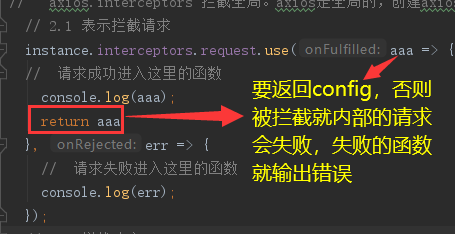 //   axios.interceptors 拦截全局。axios是全局的，创建axios
// 2.1 表示拦截请求
instance.interceptors.request.use( onFulfilled: aaa => {
//  请求成功进入这里的函数
console.log(aaa);
return aaa
}, onRejected: err => {
//  请求失败进入这里的函数
console.log(err);
});
要返回config，否则
被拦截就内部的请求
会失败，失败的函数
就输出错误